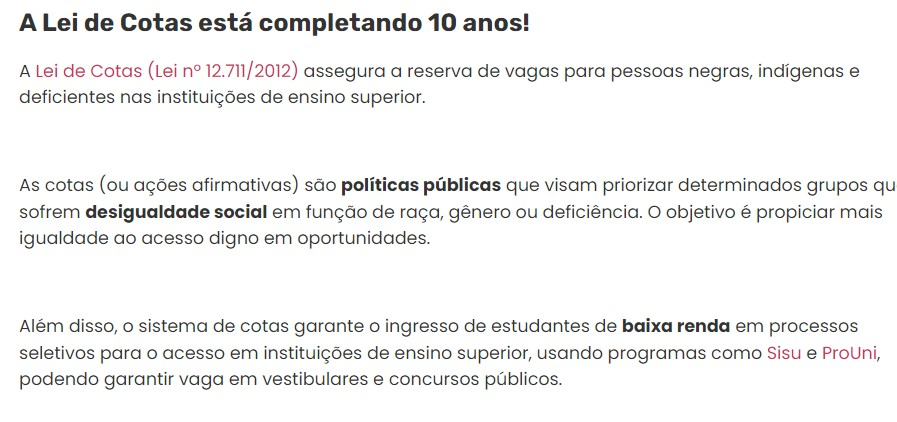 A Lei de Cotas está completando 10 anos!
A Lei de Cotas (Lei nº 12.711/2012) assegura a reserva de vagas para pessoas negras, indígenas e
deficientes nas instituições de ensino superior.
As cotas (ou ações afirmativas) são políticas públicas que visam priorizar determinados grupos qu
sofrem desigualdade social em função de raça, gênero ou deficiência. O objetivo é propiciar mais
igualdade ao acesso digno em oportunidades.
Além disso, o sistema de cotas garante o ingresso de estudantes de baixa renda em processos
seletivos para o acesso em instituições de ensino superior, usando programas como Sisu e ProUni,
podendo garantir vaga em vestibulares e concursos públicos.